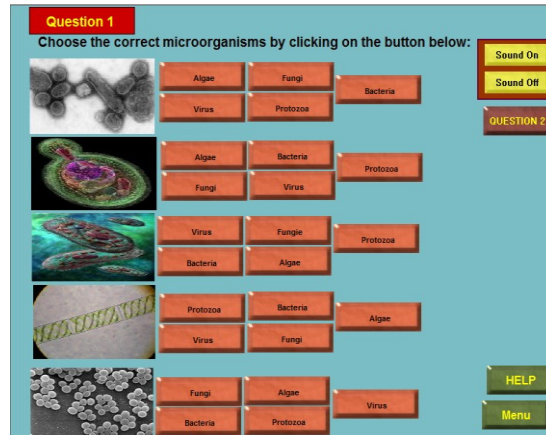 Question 1
Choose the correct microorganisms by clicking on the button below:
Sound On
Sound Off
QUESTION 2
Algae
Fungi
Bacteria
Virus
Protozoa
Algae
Bacteria
Protozoa
Fungi
Virus
Virus
Fungie
Protozoa
Bacteria
Algae
Protozoa
Bacteria
Algae
Virus
Fungi
Fungi
Algae
Virus
Bacteria
Protozoa
HELP
Menu